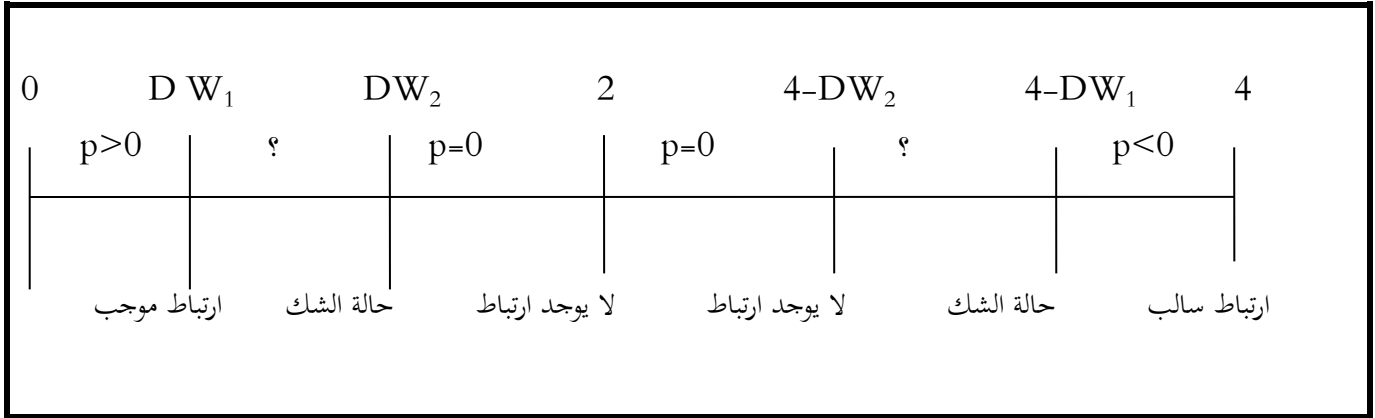 0 D W₁ DW₂ 2 4-DW₂ 4-DW₁ 4
p>0 ؟ p=0 p=0 ؟ p<0
ارتباط موجب حالة الشك لا يوجد ارتباط لا يوجد ارتباط حالة الشك ارتباط سالب